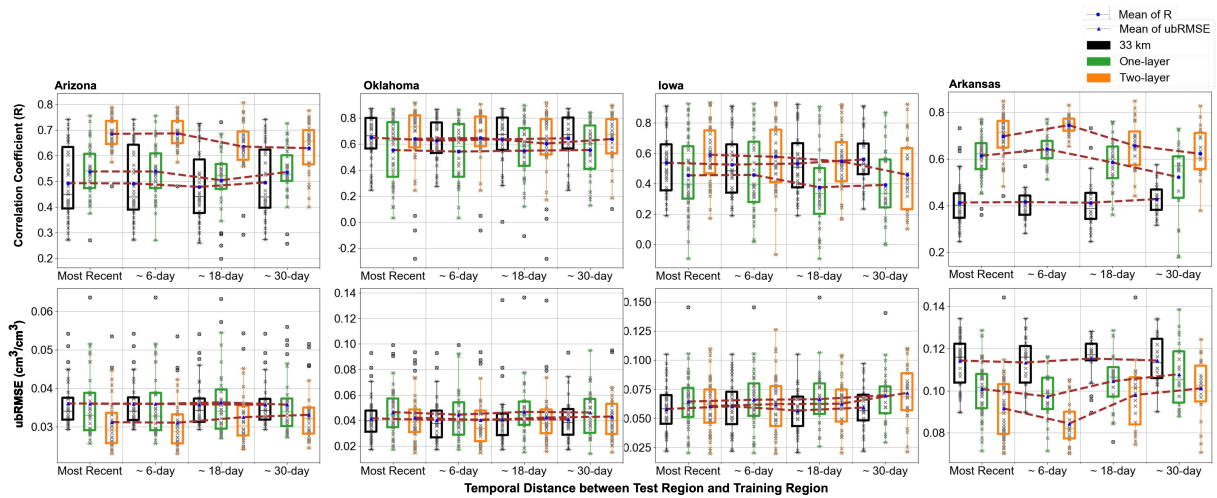 Mean of R
Mean of ubRMSE
33 km
One-layer
Two-layer
Arizona
Oklahoma
Iowa
Arkansas
Correlation Coefficient (R)
0.8
0.7
0.6
0.5
0.4
0.3
0.2
0.8
0.6
0.4
0.2
0.0
-0.2
0.8
0.6
0.4
0.2
0.0
0.8
0.6
0.4
0.2
Most Recent ~ 6-day ~ 18-day ~ 30-day
Most Recent ~ 6-day ~ 18-day ~ 30-day
Most Recent ~ 6-day ~ 18-day ~ 30-day
Most Recent ~ 6-day ~ 18-day ~ 30-day
ubRMSE (cm³/cm³)
0.06
0.05
0.04
0.03
0.14
0.12
0.10
0.08
0.06
0.04
0.02
0.150
0.125
0.100
0.075
0.050
0.025
0.14
0.12
0.10
0.08
Most Recent ~ 6-day ~ 18-day ~ 30-day
Most Recent ~ 6-day ~ 18-day ~ 30-day
Most Recent ~ 6-day ~ 18-day ~ 30-day
Most Recent ~ 6-day ~ 18-day ~ 30-day
Temporal Distance between Test Region and Training Region